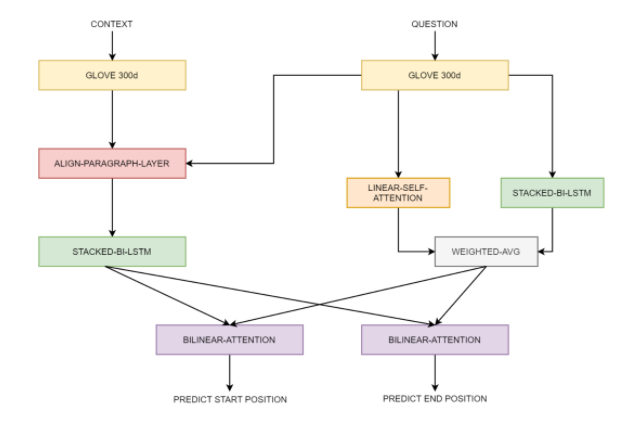 CONTEXT
QUESTION
GLOVE 300d
GLOVE 300d
ALIGN-PARAGRAPH-LAYER
LINEAR-SELF-
ATTENTION
STACKED-BI-LSTM
STACKED-BI-LSTM
WEIGHTED-AVG
BILINEAR-ATTENTION
BILINEAR-ATTENTION
PREDICT START POSITION
PREDICT END POSITION